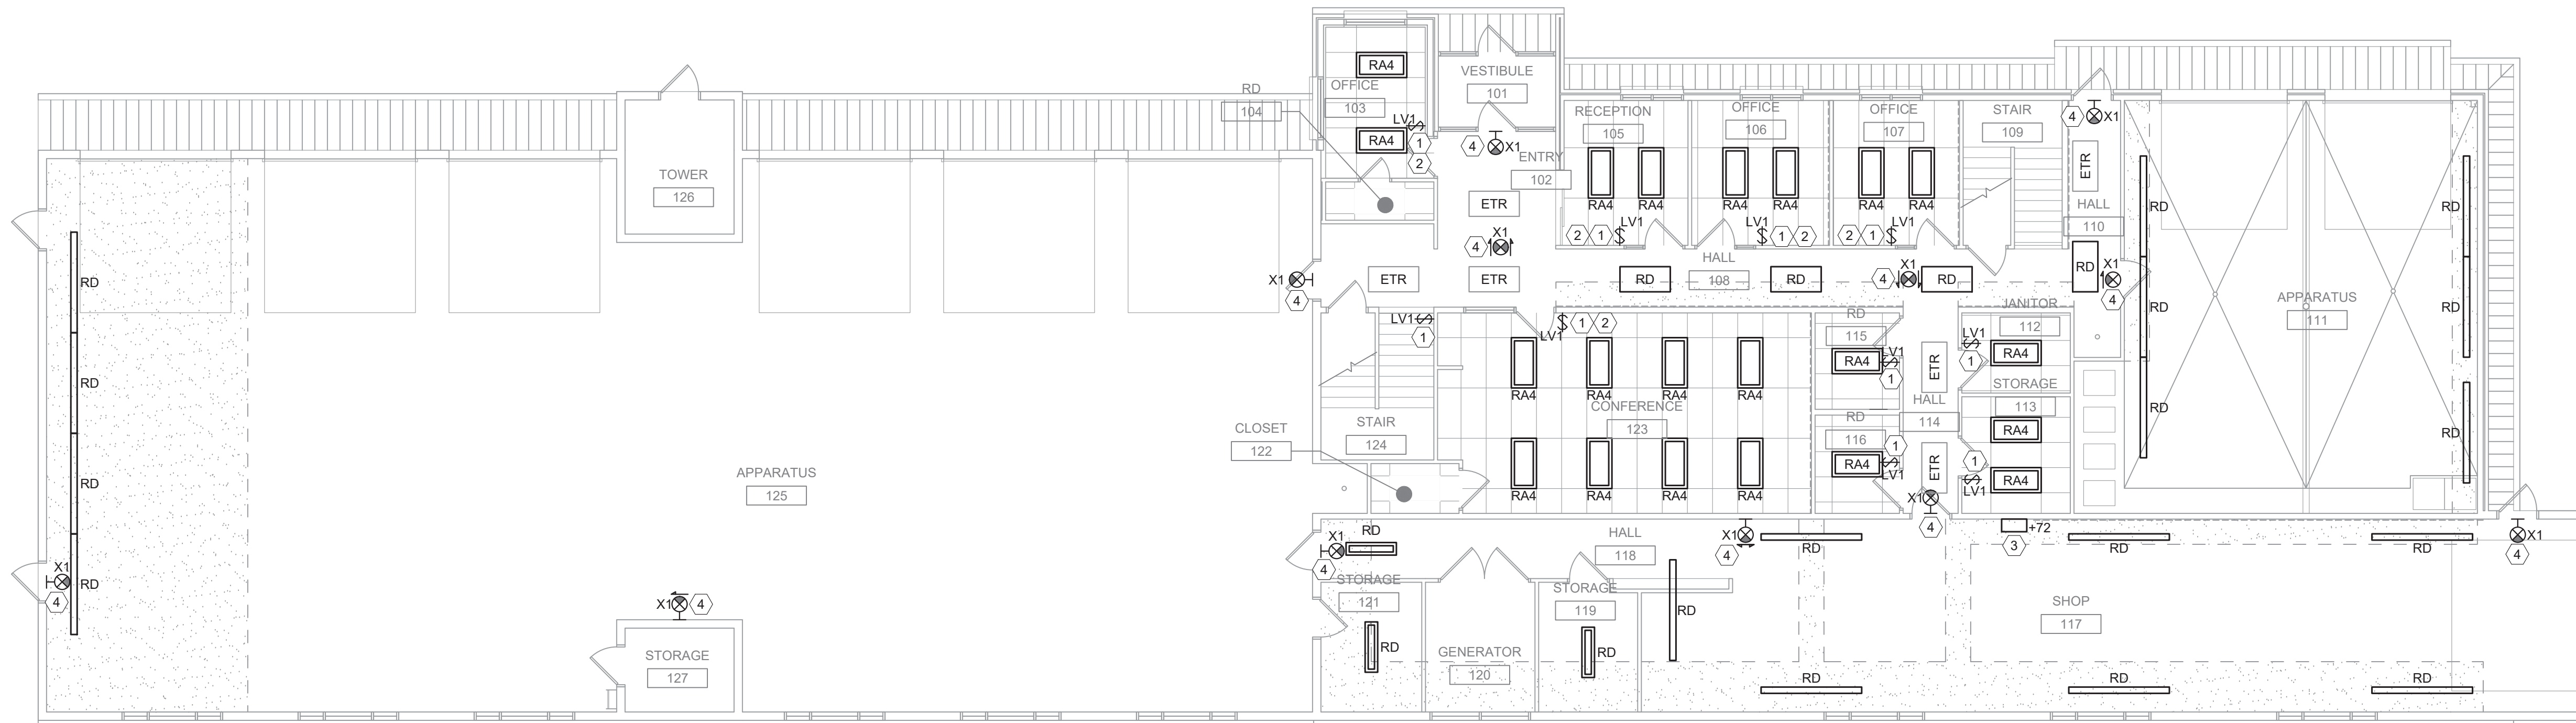 RA4
OFFICE
103
LV1
RA4
1
2
VESTIBULE
101
RD
104
4
X1
ENTRY
102
ETR
X1
4
RECEPTION
105
RA4
RA4
2
1
LV1
OFFICE
106
RA4
RA4
LV1
1
2
OFFICE
107
RA4
RA4
2
1
LV1
STAIR
109
4
X1
ETR
HALL
110
RD
X1
4
RD
RD
RD
APPARATUS
111
RD
RD
RD
TOWER
126
RD
RD
RD
RD
X1
4
APPARATUS
125
X1
4
STORAGE
127
X1
4
ETR
ETR
RD
HALL
108
RD
4
X1
RD
LV1
1
STAIR
124
CLOSET
122
LV1
1
2
RA4
RA4
RA4
RA4
CONFERENCE
123
RA4
RA4
RA4
RA4
RD
115
LV1
RA4
1
RD
116
1
RA4
LV1
ETR
HALL
114
ETR
X1
4
JANITOR
112
LV1
RA4
1
STORAGE
113
RA4
1
RA4
LV1
+72
3
RD
X1
4
HALL
118
X1
4
RD
RD
RD
X1
4
STORAGE
121
RD
GENERATOR
120
STORAGE
119
RD
RD
SHOP
117
RD
RD
RD